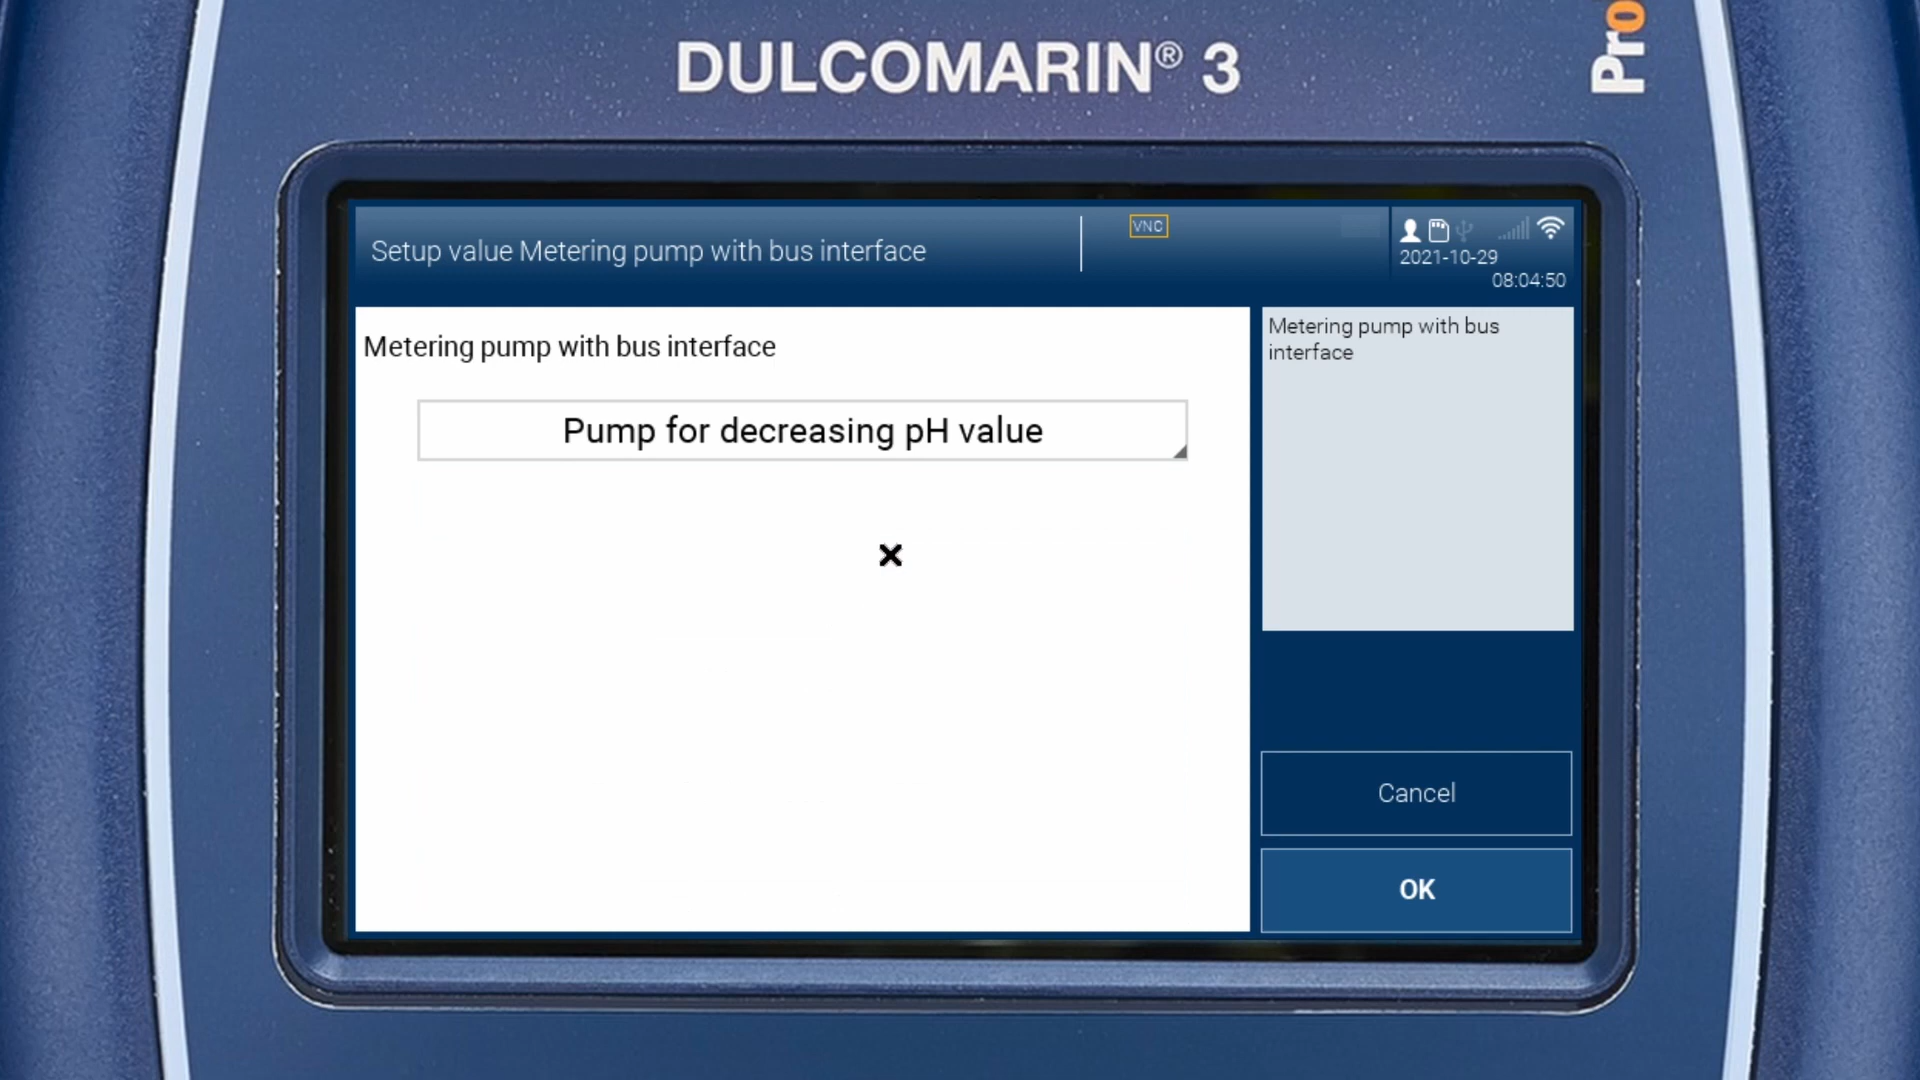 DULCOMARIN® 3
Pro
Setup value Metering pump with bus interface
VNC
2021-10-29
08:04:50
Metering pump with bus interface
Pump for decreasing pH value
Metering pump with bus
interface
Cancel
OK